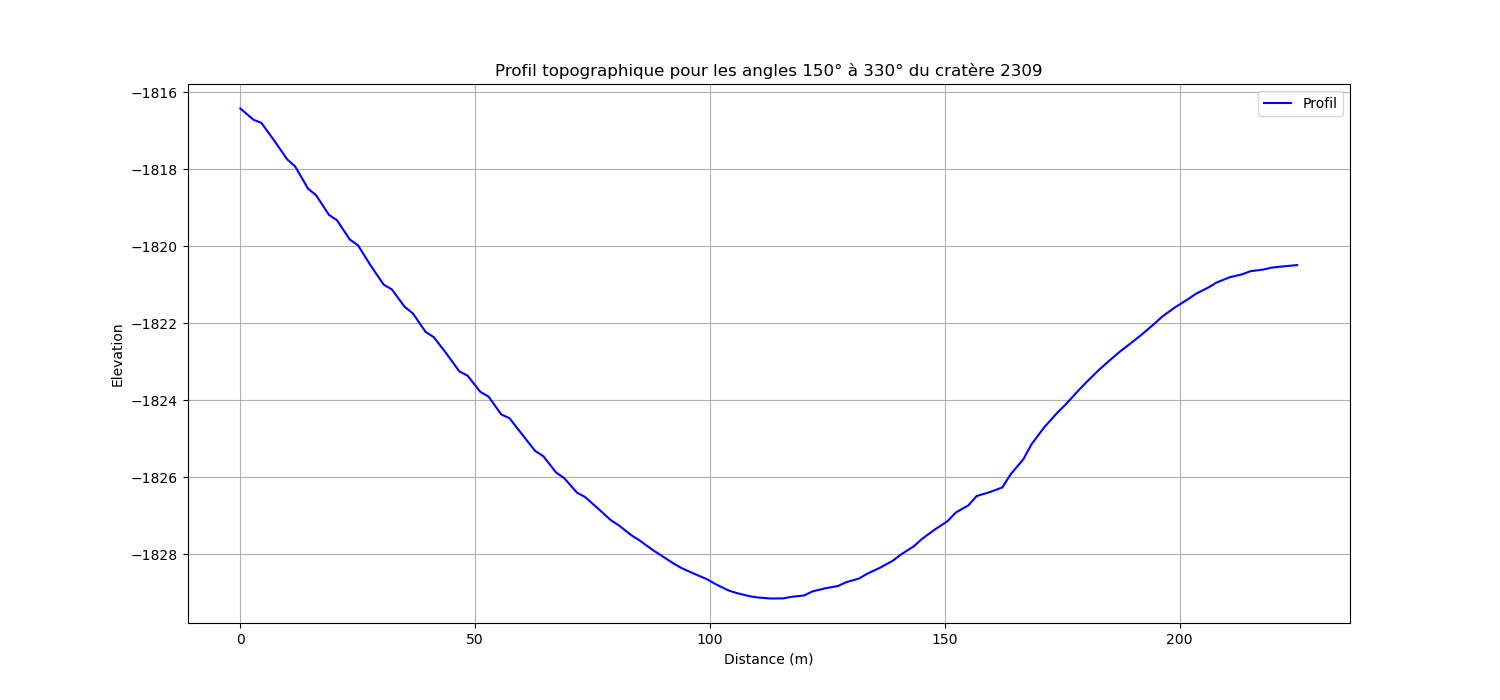 Profil topographique pour les angles 150° à 330° du cratère 2309
Profil
−1816
−1818
−1820
−1822
−1824
−1826
−1828
Elevation
0 50 100 150 200
Distance (m)